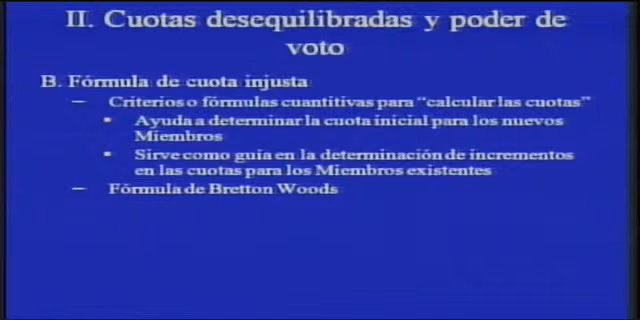 II. Cuotas desequilibradas y poder de
voto
B. Fórmula de cuota injusta
– Criterios o fórmulas cuantitivas para “calcular las cuotas”
▪ Ayuda a determinar la cuota inicial para los nuevos
Miembros
▪ Sirve como guía en la determinación de incrementos
en las cuotas para los Miembros existentes
– Fórmula de Bretton Woods